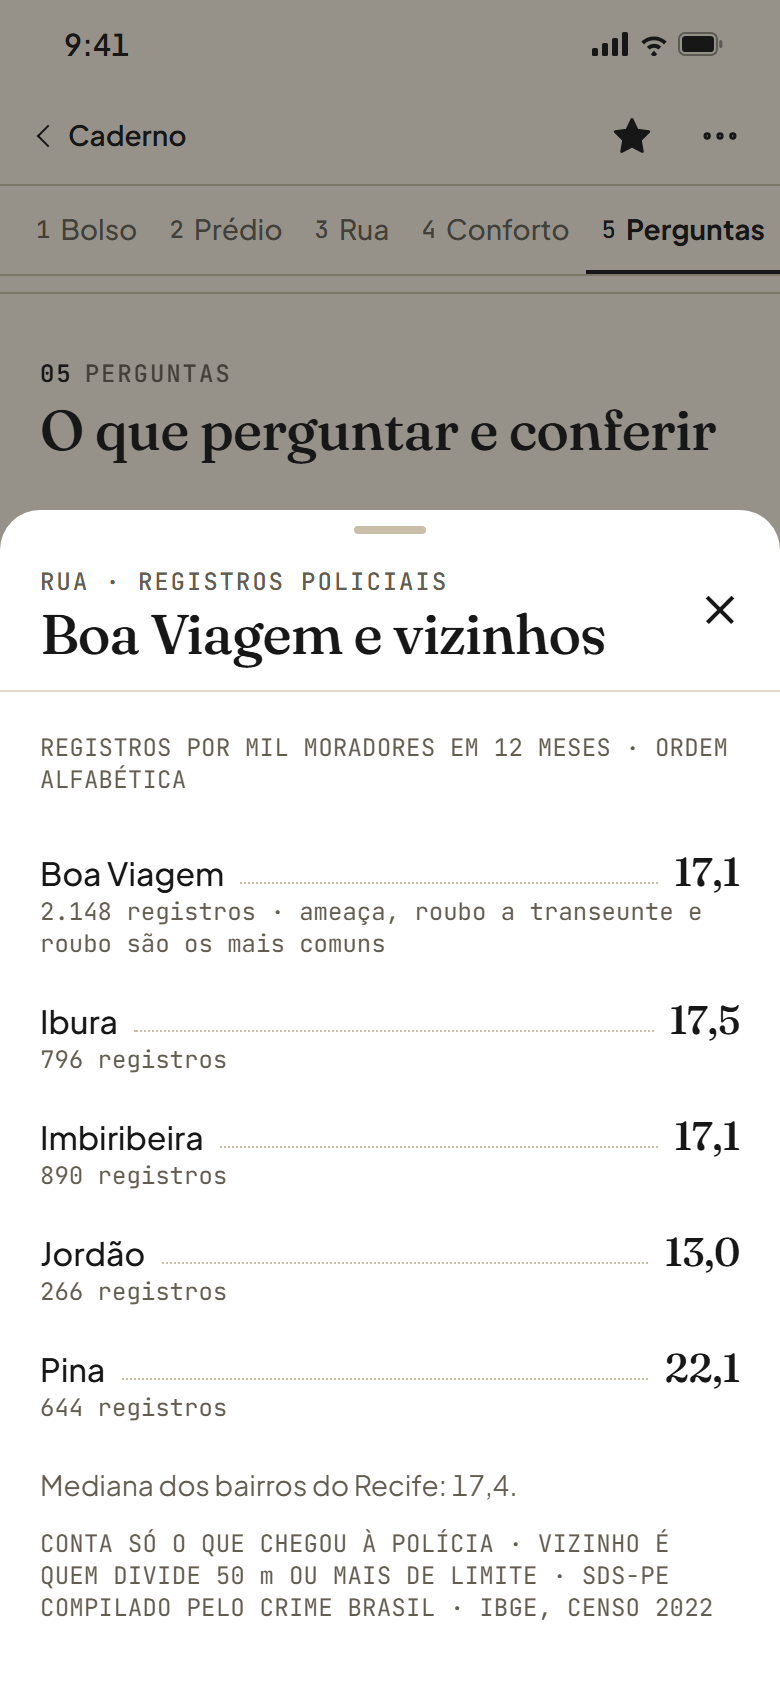 9:41
Caderno
1 Bolso 2 Prédio 3 Rua 4 Conforto 5 Perguntas
05 PERGUNTAS
O que perguntar e conferir
RUA · REGISTROS POLICIAIS
Boa Viagem e vizinhos
REGISTROS POR MIL MORADORES EM 12 MESES · ORDEM
ALFABÉTICA
Boa Viagem 17,1
2.148 registros · ameaça, roubo a transeunte e
roubo são os mais comuns
Ibura 17,5
796 registros
Imbiribeira 17,1
890 registros
Jordão 13,0
266 registros
Pina 22,1
644 registros
Mediana dos bairros do Recife: 17,4.
CONTA SÓ O QUE CHEGOU À POLÍCIA · VIZINHO É
QUEM DIVIDE 50 m OU MAIS DE LIMITE · SDS-PE
COMPILADO PELO CRIME BRASIL · IBGE, CENSO 2022